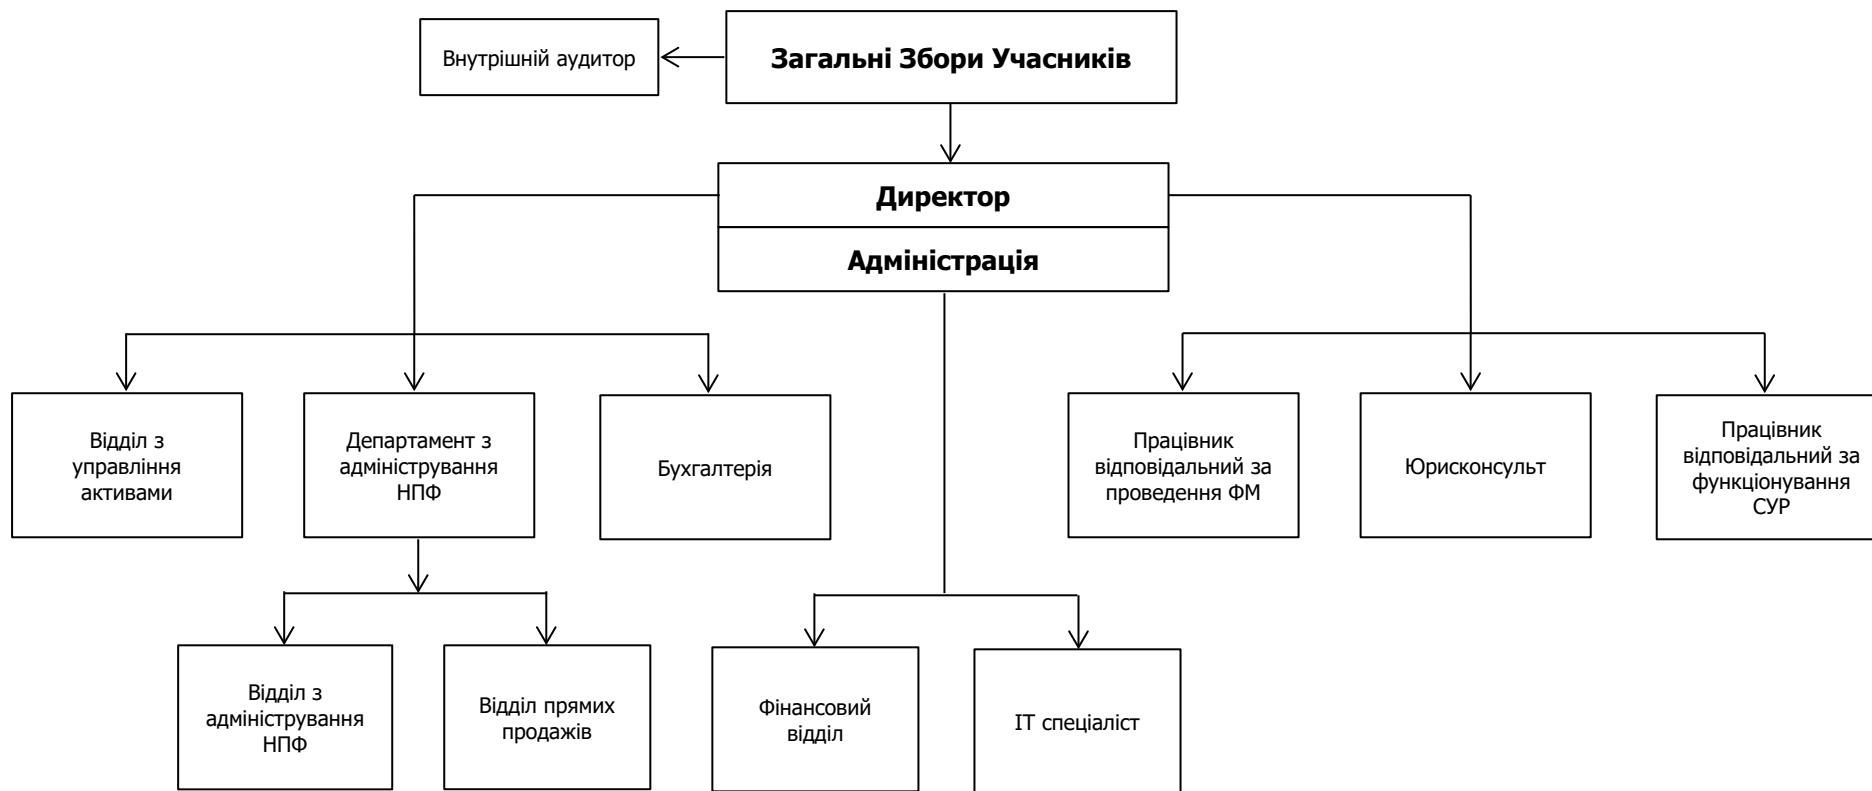 Внутрішній аудитор
Загальні Збори Учасників
Директор
Адміністрація
Відділ з
управління
активами
Департамент з
адміністрування
НПФ
Бухгалтерія
Працівник
відповідальний за
проведення ФМ
Юрисконсульт
Працівник
відповідальний за
функціонування
СУР
Відділ з
адміністрування
НПФ
Відділ прямих
продажів
Фінансовий
відділ
ІТ спеціаліст